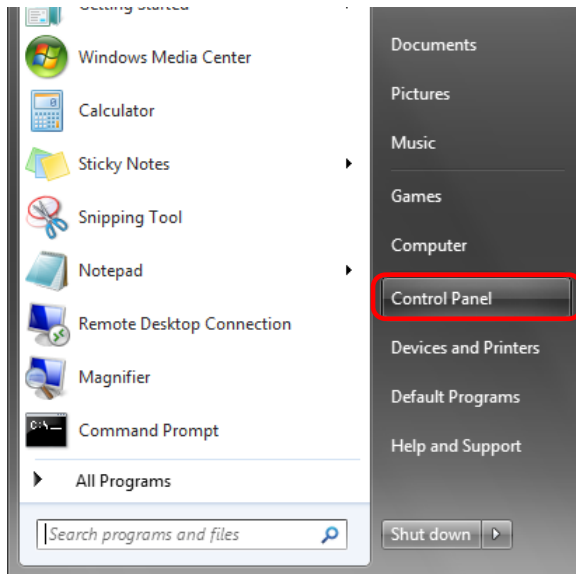 Getting Started
Windows Media Center
Calculator
Sticky Notes
Snipping Tool
Notepad
Remote Desktop Connection
Magnifier
C:\
Command Prompt
All Programs
Search programs and files
Documents
Pictures
Music
Games
Computer
Control Panel
Devices and Printers
Default Programs
Help and Support
Shut down